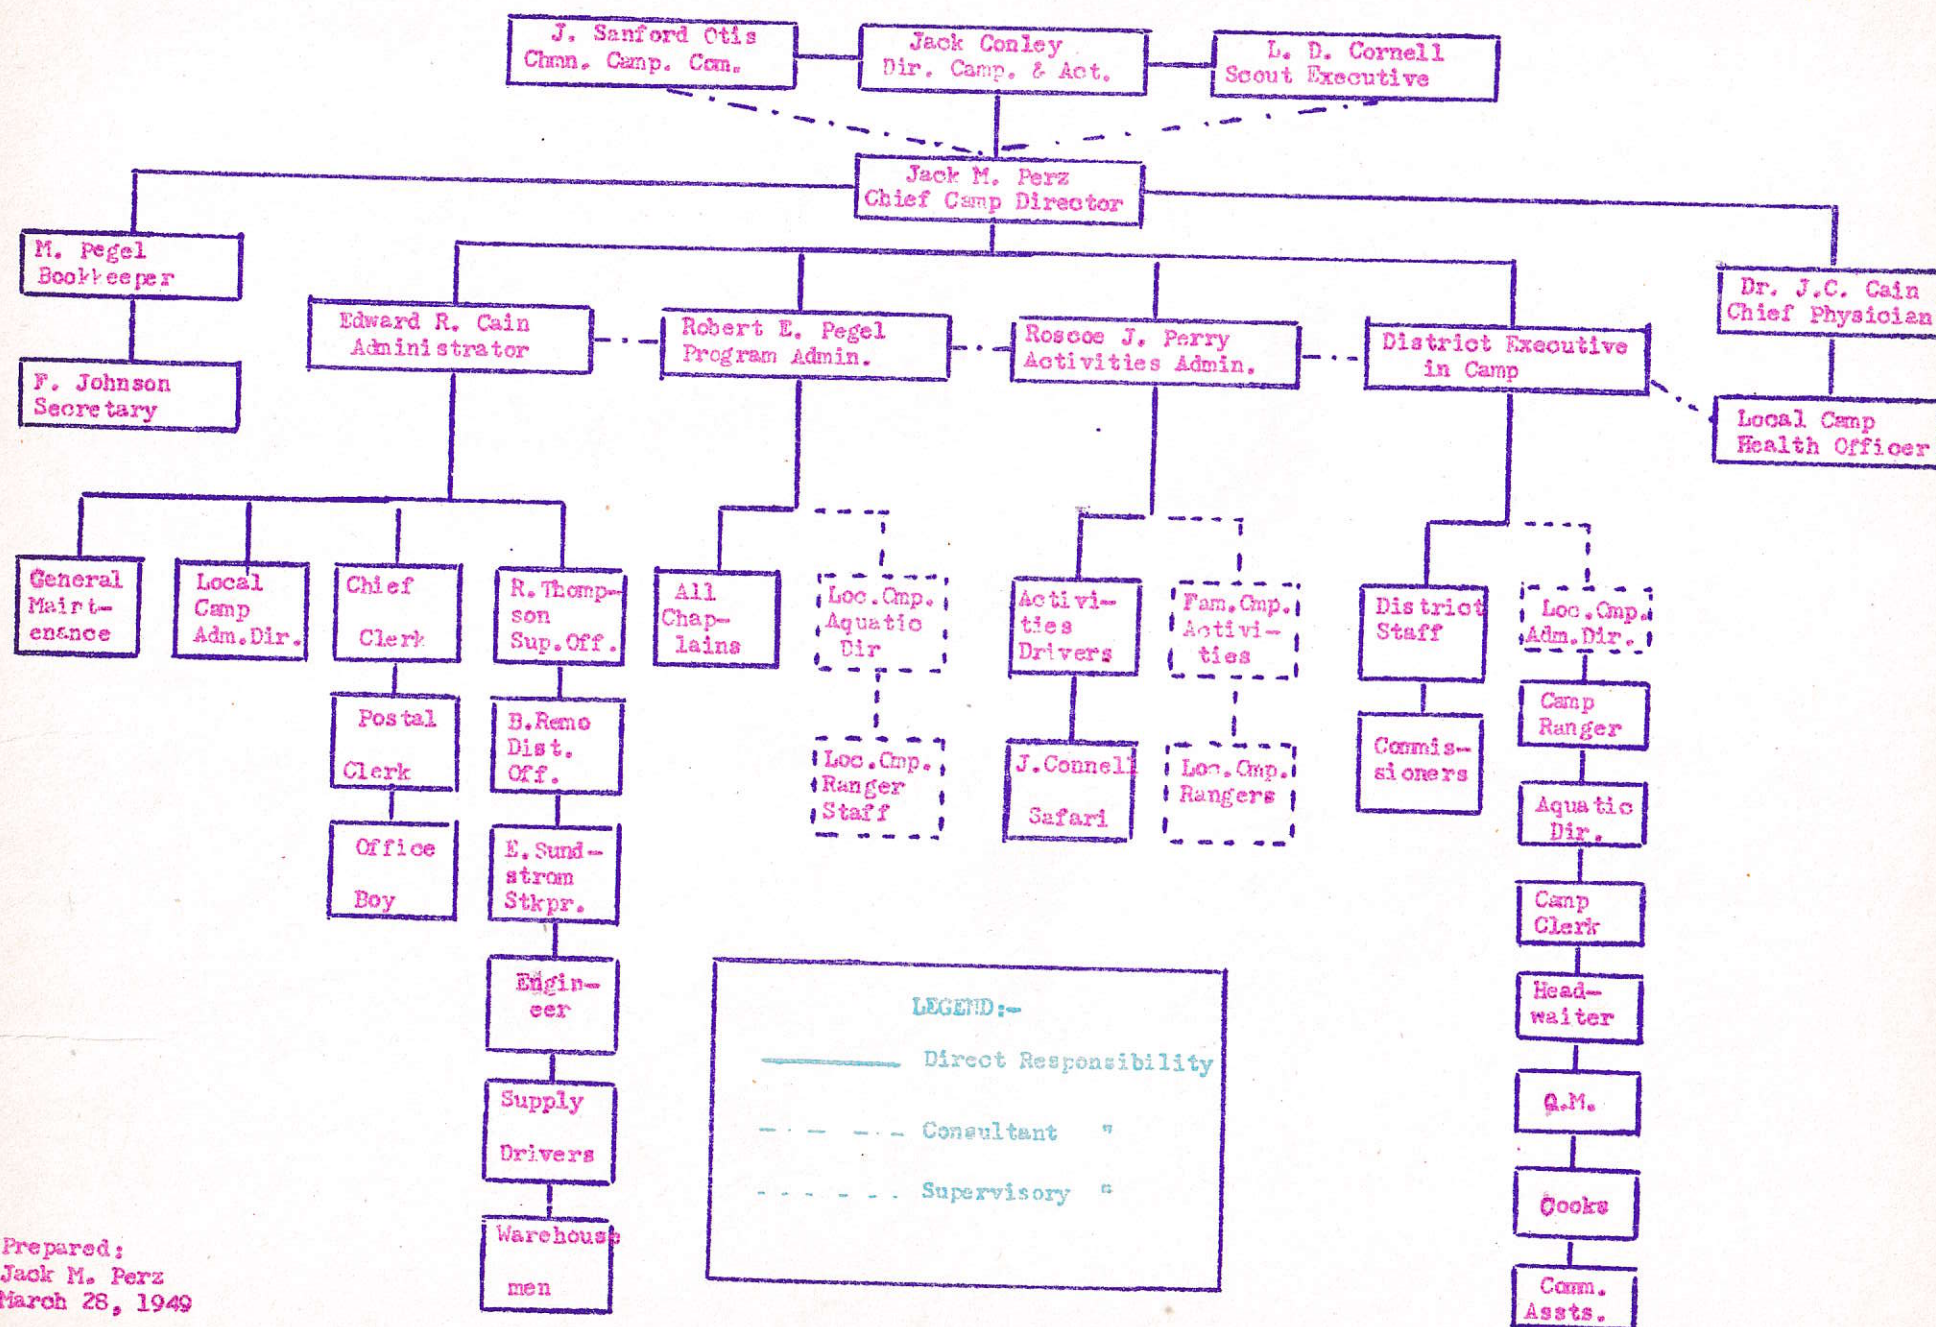 J. Sanford Otis
Chmn. Camp. Com.
Jack Conley
Dir. Camp. & Act.
L. D. Cornell
Scout Executive
Jack M. Perz
Chief Camp Director
M. Pegel
Bookkeeper
F. Johnson
Secretary
Edward R. Cain
Administrator
Robert E. Pegel
Program Admin.
Roscoe J. Perry
Activities Admin.
District Executive
in Camp
Dr. J.C. Cain
Chief Physician
Local Camp
Health Officer
General
Maint-
enance
Local
Camp
Adm.Dir.
Chief
Clerk
Postal
Clerk
Office
Boy
R.Thomp-
son
Sup.Off.
B.Remo
Dist.
Off.
E.Sund-
strom
Stkpr.
Engin-
eer
Supply
Drivers
Warehouse
men
All
Chap-
lains
Loc.Cmp.
Aquatic
Dir
Loc.Cmp.
Ranger
Staff
Activi-
ties
Drivers
J.Connell
Safari
Fam.Cmp.
Activi-
ties
Loc.Cmp.
Rangers
District
Staff
Commis-
sioners
Loc.Cmp.
Adm.Dir.
Camp
Ranger
Aquatic
Dir.
Camp
Clerk
Head-
waiter
Q.M.
Cooks
Comm.
Assts.
LEGEND:-
Direct Responsibility
Consultant "
Supervisory "
Prepared:
Jack M. Perz
March 28, 1949